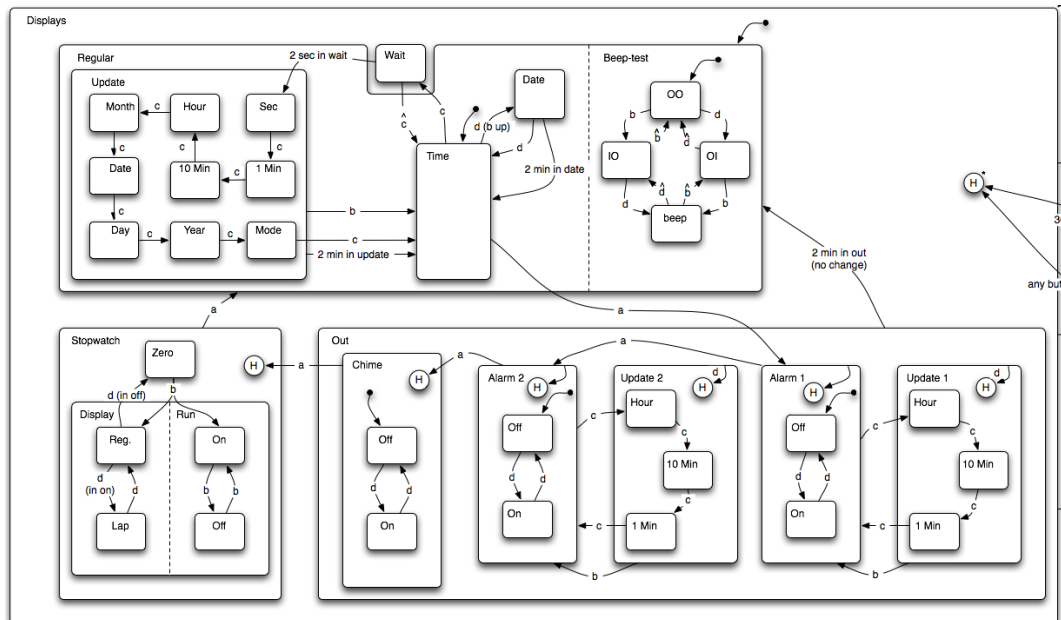 Displays
Regular
2 sec in wait
Wait
Beep-test
Update
Date
Month
c
Hour
Sec
^
c
c
d (b up)
OO
c
c
c
Time
d
b
d
^
b
^
d
Date
10 Min
c
1 Min
2 min in date
IO
OI
c
d
^
d
^
b
b
Day
c
Year
c
Mode
b
beep
c
2 min in update
H
*
3
2 min in out
(no change)
any but
a
a
Stopwatch
Out
Zero
H
a
Chime
a
a
d (in off)
b
H
Alarm 2
H
Update 2
d
H
Alarm 1
H
Update 1
d
H
Display
Run
Hour
Hour
Reg.
On
Off
Off
c
c
Off
c
c
d
(in on)
d
b
b
d
d
d
d
10 Min
d
d
10 Min
c
c
Lap
Off
On
On
c
1 Min
On
c
1 Min
b
b